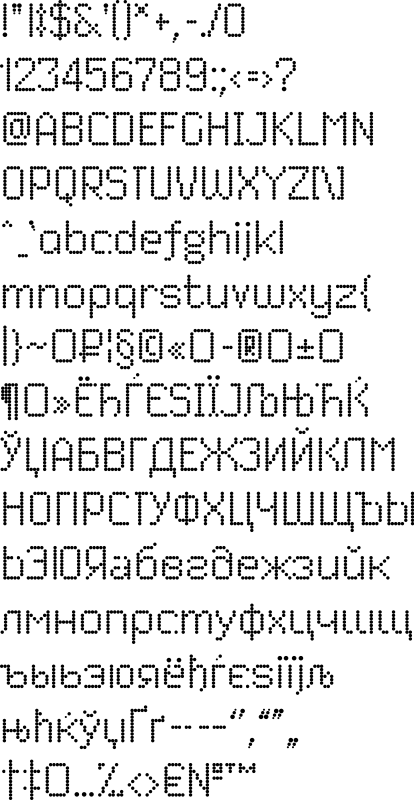 !"|¦$&'()*+,-./0
123456789:;<=>?
@ABCDEFGHIJKLMN
OPQRSTUVWXYZ[\]
^_`abcdefghijkl
mnopqrstuvwxyz{
|}~O₽¦§O©«O-®O±O
¶O»ЁЂЃЄЅІЇЈЉЊЋЌ
ЎЏАБВГДЕЖЗИЙКЛМ
НОПРСТУФХЦЧШЩЪЫ
ЬЭЮЯабвгдежзийк
лмнопрстуфхцчшщ
ъыьэюяёђѓєѕіїјљ
њћќўџҐґ–—‘’‚“”„
†‡O…‰‹›€№™